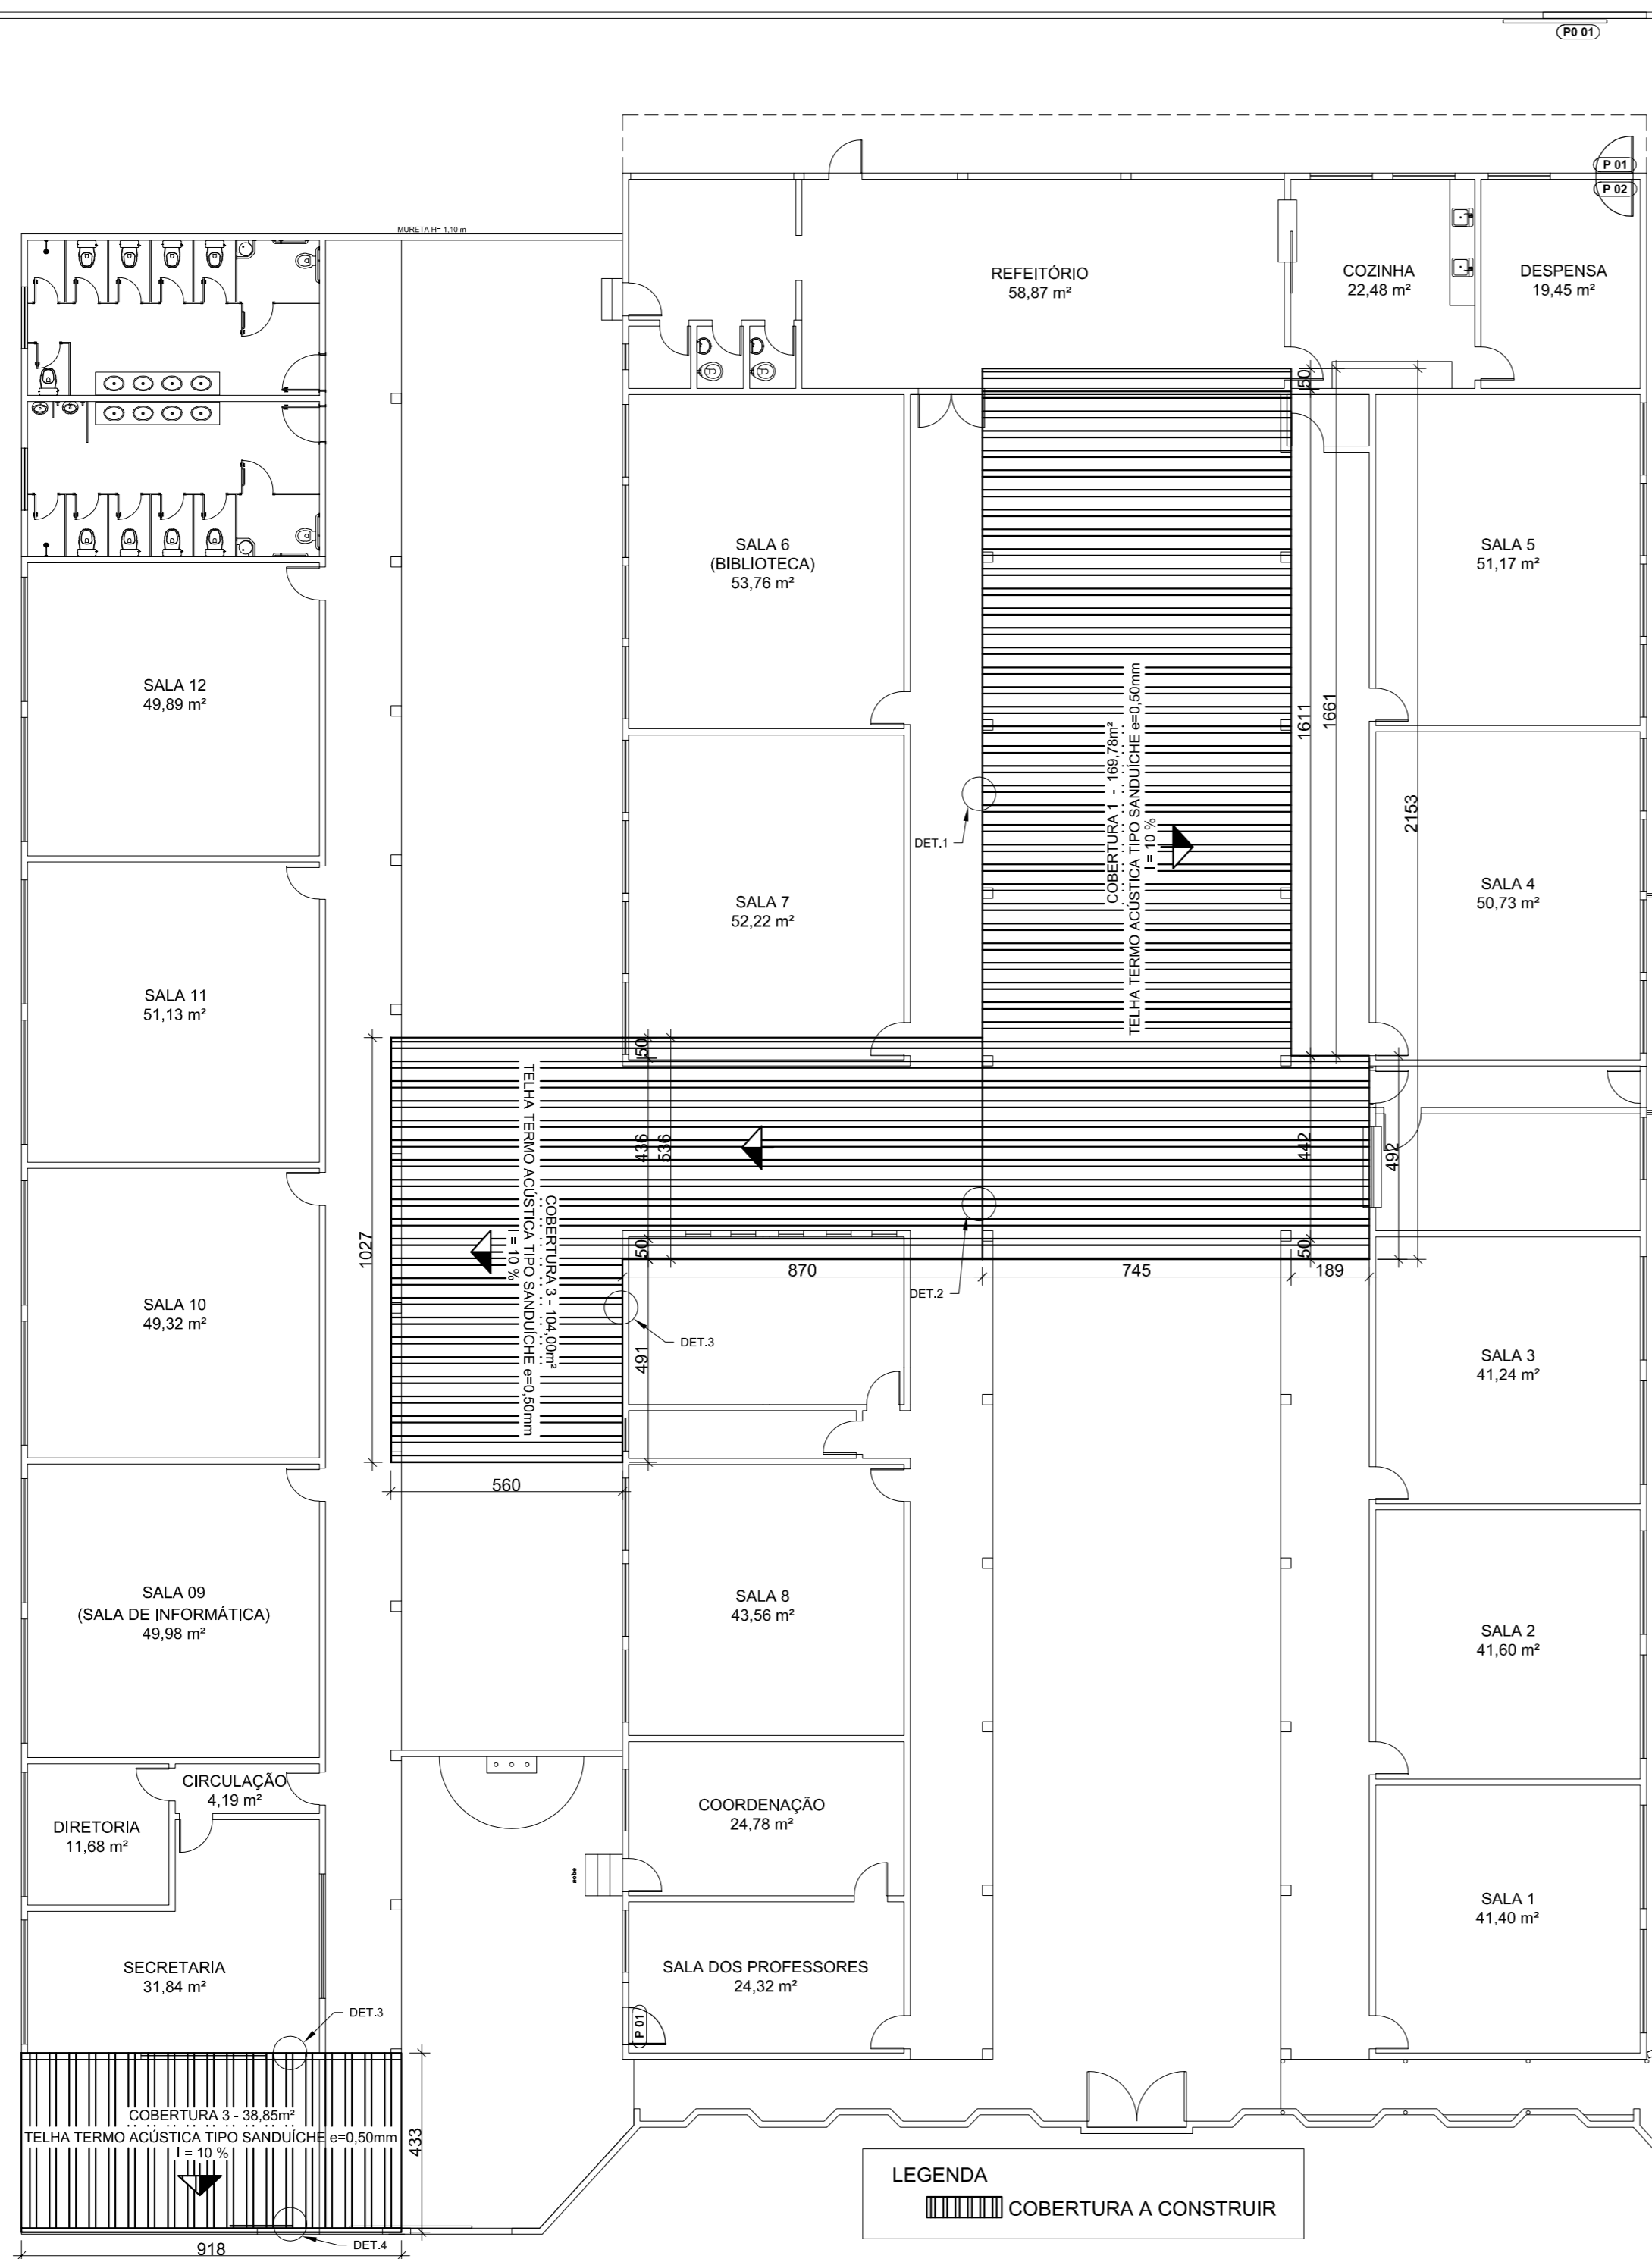 P0 01
P 01
P 02
MURETA H= 1,10 m
REFEITÓRIO
58,87 m²
COZINHA
22,48 m²
DESPENSA
19,45 m²
50
SALA 6
(BIBLIOTECA)
53,76 m²
SALA 5
51,17 m²
SALA 12
49,89 m²
COBERTURA 1 - 169,78m²
TELHA TERMO ACÚSTICA TIPO SANDUÍCHE e=0,50mm
I = 10 %
1611
1661
2153
DET.1
SALA 7
52,22 m²
SALA 4
50,73 m²
SALA 11
51,13 m²
1027
50
436
536
50
491
TELHA TERMO ACÚSTICA TIPO SANDUÍCHE e=0,50mm
COBERTURA 3 - 104,00m²
I = 10 %
442
492
50
870
745
189
DET.2
DET.3
560
SALA 10
49,32 m²
SALA 3
41,24 m²
SALA 09
(SALA DE INFORMÁTICA)
49,98 m²
SALA 8
43,56 m²
SALA 2
41,60 m²
CIRCULAÇÃO
4,19 m²
DIRETORIA
11,68 m²
COORDENAÇÃO
24,78 m²
sobe
SALA 1
41,40 m²
SECRETARIA
31,84 m²
SALA DOS PROFESSORES
24,32 m²
P 01
DET.3
COBERTURA 3 - 38,85m²
TELHA TERMO ACÚSTICA TIPO SANDUÍCHE e=0,50mm
I = 10 %
433
DET.4
918
LEGENDA
COBERTURA A CONSTRUIR